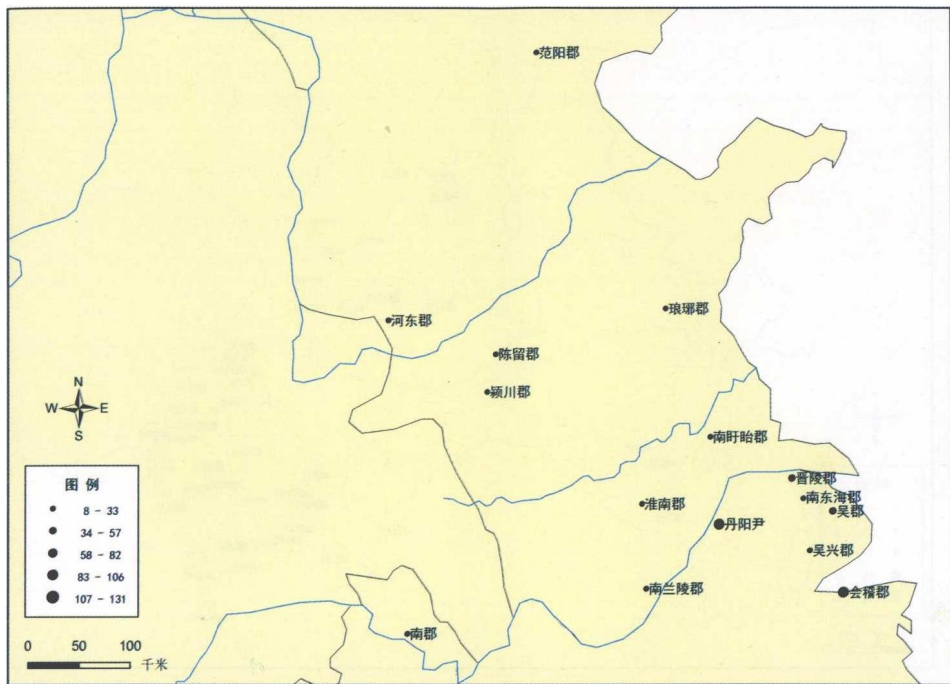 范阳郡
琅琊郡
河东郡
陈留郡
颍川郡
南盱眙郡
晋陵郡
南东海郡
淮南郡
吴郡
丹阳尹
吴兴郡
南兰陵郡
会稽郡
南郡
N
W E
S
图 例
8 - 33
34 - 57
58 - 82
83 - 106
107 - 131
0 50 100
千米